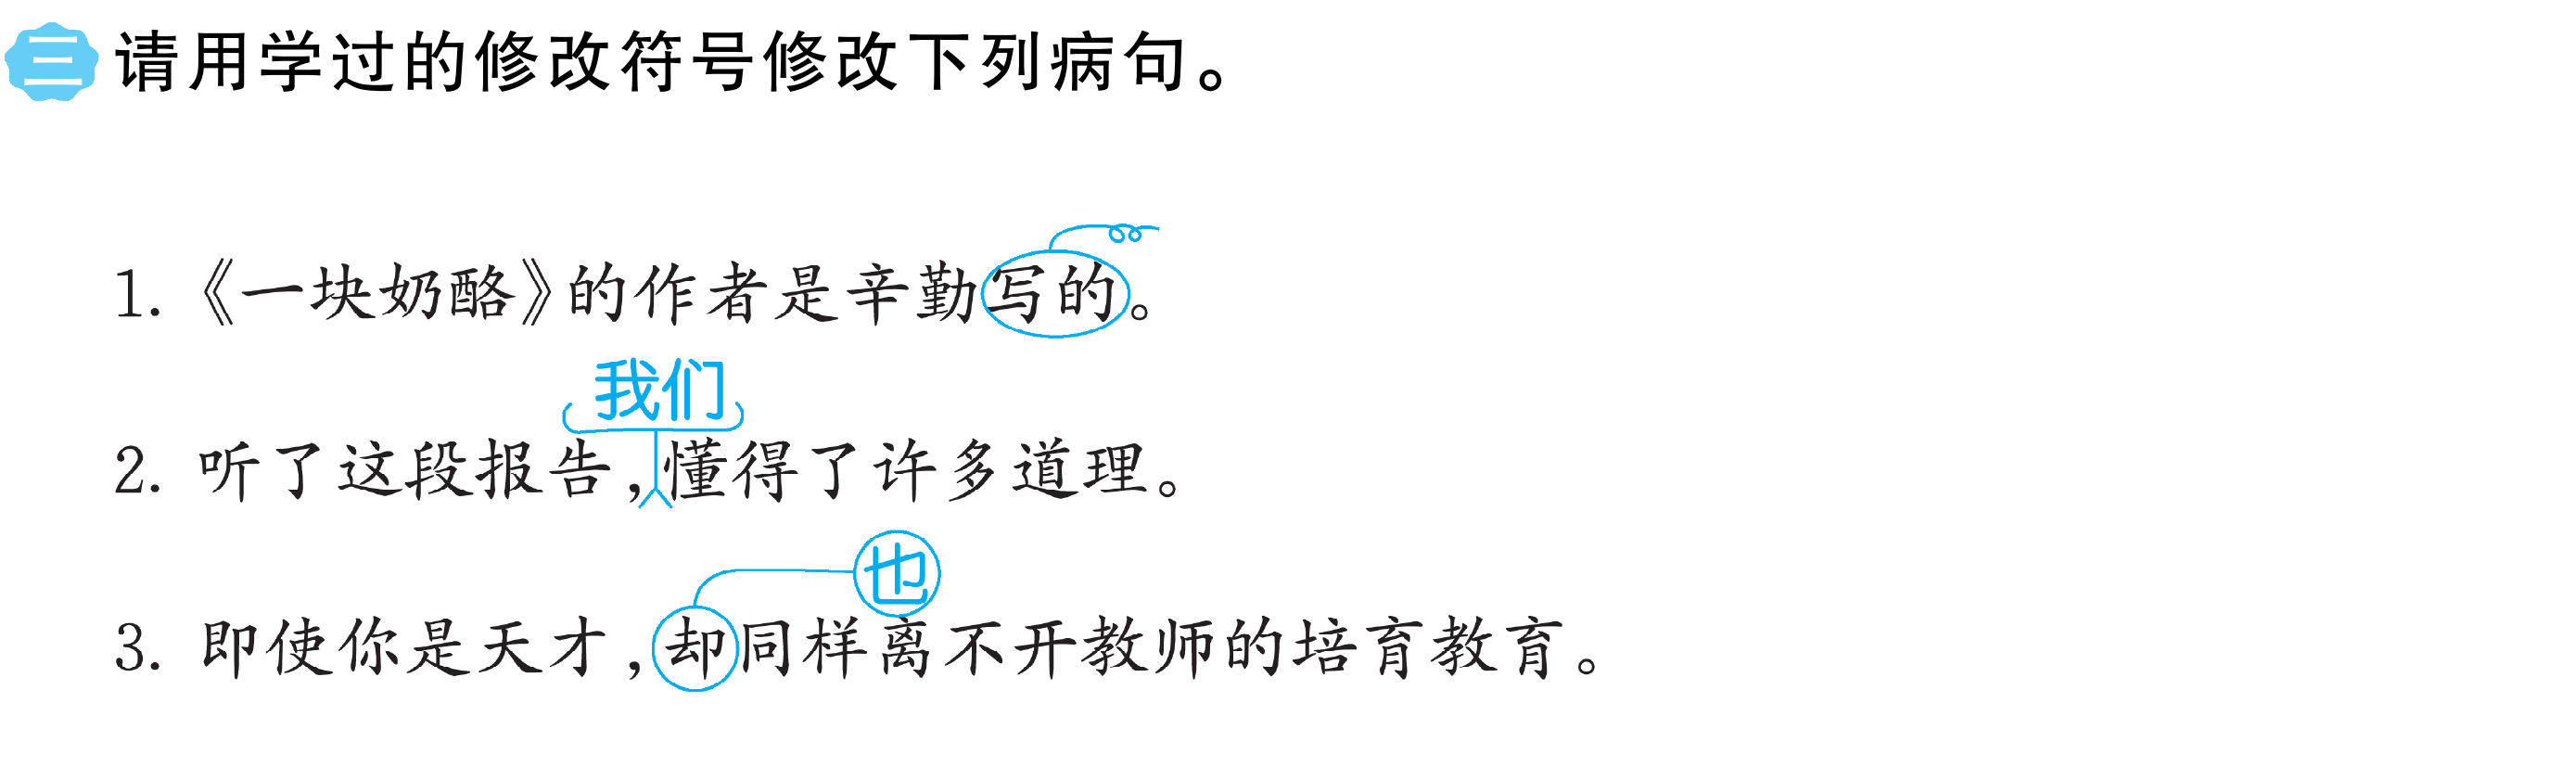 三 请用学过的修改符号修改下列病句。
1.《一块奶酪》的作者是辛勤写的。
我们
2. 听了这段报告,懂得了许多道理。
也
3. 即使你是天才,却同样离不开教师的培育教育。